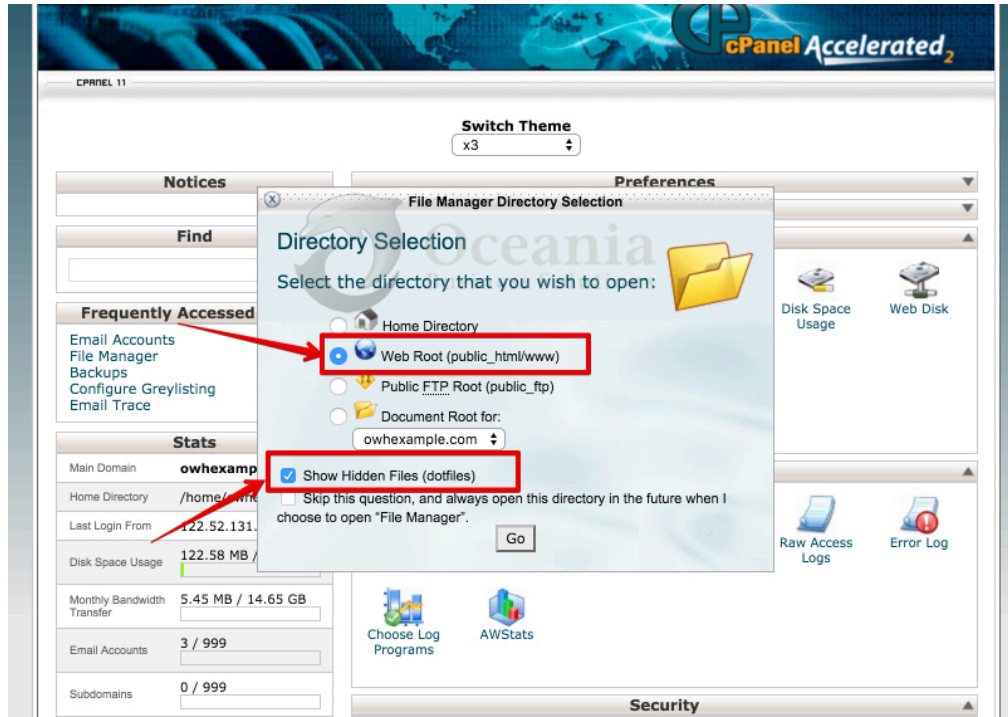 cPanel Accelerated2
CPANEL 11
Switch Theme
x3
Notices
Preferences
Find
Frequently Accessed
Email Accounts
File Manager
Backups
Configure Greylisting
Email Trace
Stats
Main Domain owhexamp
Home Directory /home/owhe
Last Login From 122.52.131.
Disk Space Usage 122.58 MB /
Monthly Bandwidth
Transfer
5.45 MB / 14.65 GB
Email Accounts 3 / 999
Subdomains 0 / 999
File Manager Directory Selection
Oceania
Directory Selection
Select the directory that you wish to open:
Home Directory
Web Root (public_html/www)
Public FTP Root (public_ftp)
Document Root for:
owhexample.com
Show Hidden Files (dotfiles)
Skip this question, and always open this directory in the future when I
choose to open "File Manager".
Go
Disk Space
Usage
Web Disk
Raw Access
Logs
Error Log
Choose Log
Programs
AWStats
Security